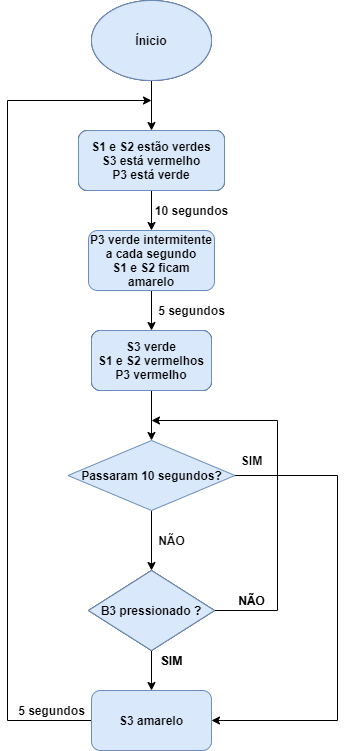 Ínicio
S1 e S2 estão verdes
S3 está vermelho
P3 está verde
10 segundos
P3 verde intermitente
a cada segundo
S1 e S2 ficam
amarelo
5 segundos
S3 verde
S1 e S2 vermelhos
P3 vermelho
Passaram 10 segundos?
SIM
NÃO
B3 pressionado ?
NÃO
SIM
S3 amarelo
5 segundos